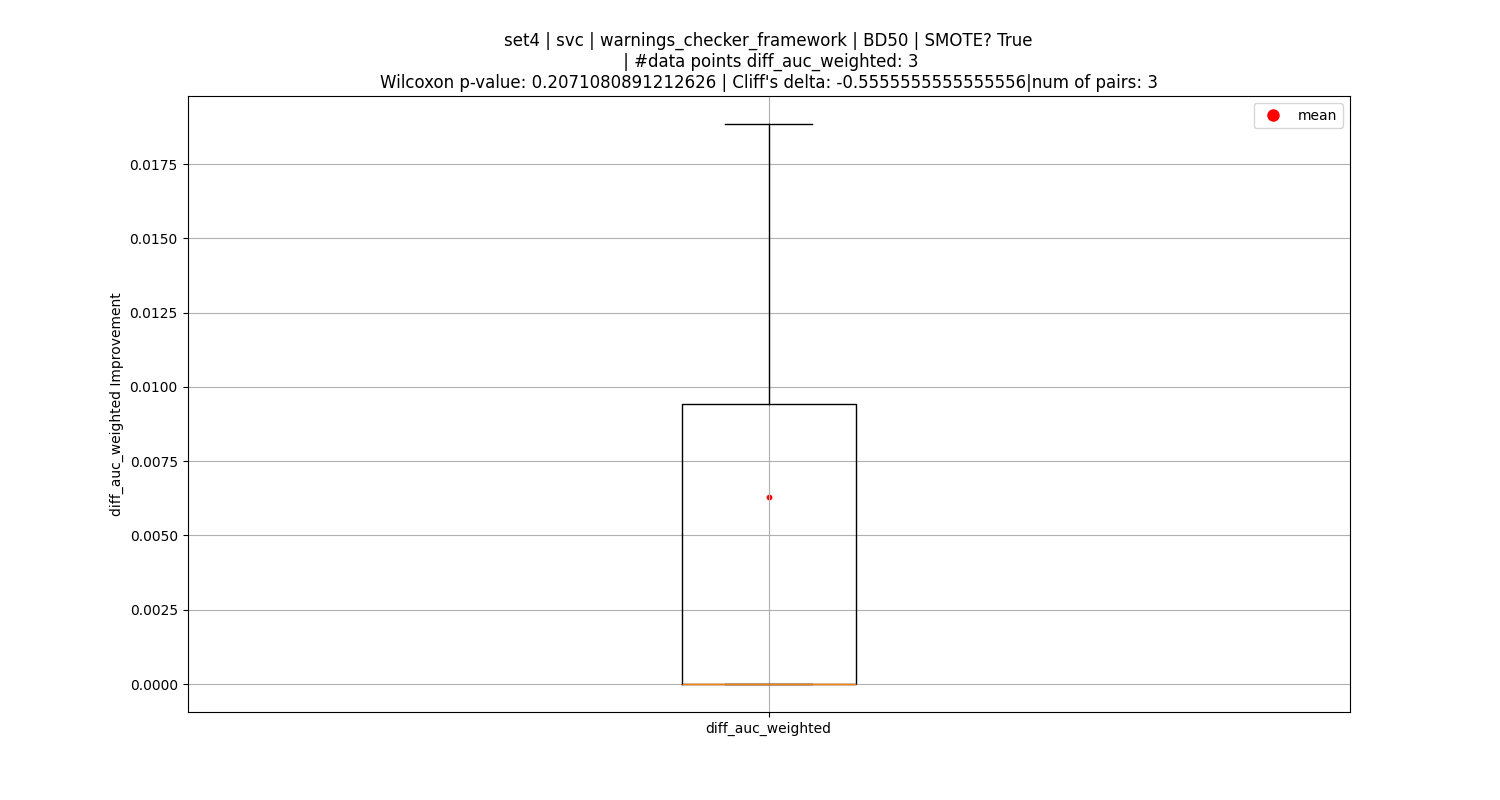 set4 | svc | warnings_checker_framework | BD50 | SMOTE? True
| #data points diff_auc_weighted: 3
Wilcoxon p-value: 0.2071080891212626 | Cliff's delta: -0.5555555555555556|num of pairs: 3
mean
0.0175
0.0150
0.0125
0.0100
0.0075
0.0050
0.0025
0.0000
diff_auc_weighted Improvement
diff_auc_weighted